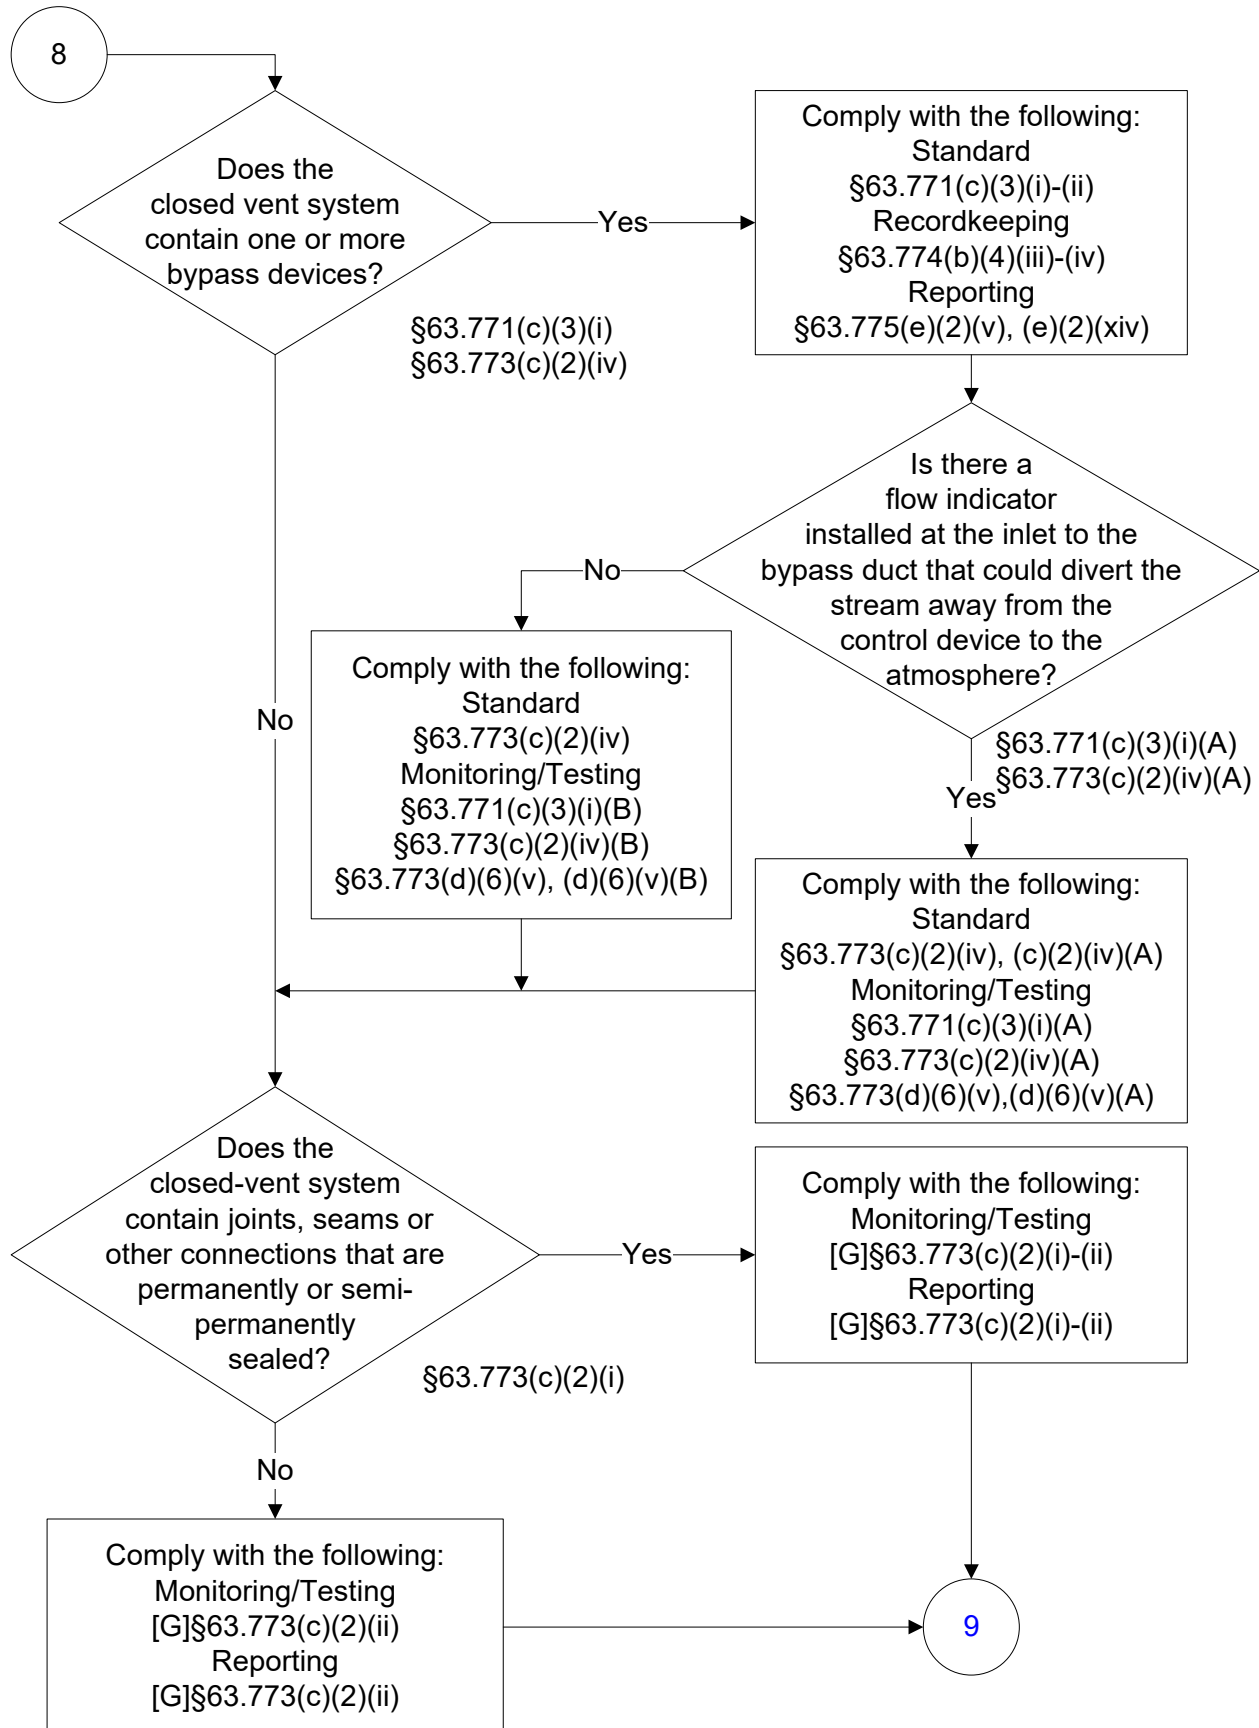 8
Does the
closed vent system
contain one or more
bypass devices?
Yes
§63.771(c)(3)(i)
§63.773(c)(2)(iv)
Comply with the following:
Standard
§63.771(c)(3)(i)-(ii)
Recordkeeping
§63.774(b)(4)(iii)-(iv)
Reporting
§63.775(e)(2)(v), (e)(2)(xiv)
Is there a
flow indicator
installed at the inlet to the
bypass duct that could divert the
stream away from the
control device to the
atmosphere?
No
Comply with the following:
Standard
§63.773(c)(2)(iv)
Monitoring/Testing
§63.771(c)(3)(i)(B)
§63.773(c)(2)(iv)(B)
§63.773(d)(6)(v), (d)(6)(v)(B)
No
§63.771(c)(3)(i)(A)
§63.773(c)(2)(iv)(A)
Yes
Comply with the following:
Standard
§63.773(c)(2)(iv), (c)(2)(iv)(A)
Monitoring/Testing
§63.771(c)(3)(i)(A)
§63.773(c)(2)(iv)(A)
§63.773(d)(6)(v),(d)(6)(v)(A)
Does the
closed-vent system
contain joints, seams or
other connections that are
permanently or semi-
permanently
sealed?
Yes
§63.773(c)(2)(i)
Comply with the following:
Monitoring/Testing
[G]§63.773(c)(2)(i)-(ii)
Reporting
[G]§63.773(c)(2)(i)-(ii)
No
Comply with the following:
Monitoring/Testing
[G]§63.773(c)(2)(ii)
Reporting
[G]§63.773(c)(2)(ii)
9